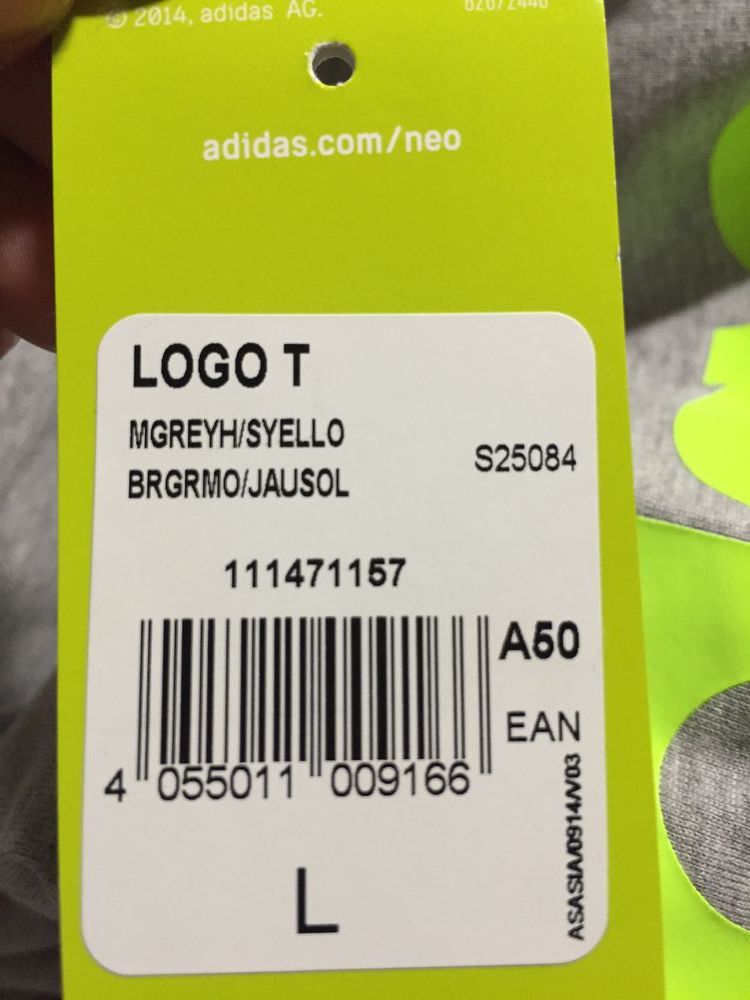 © 2014, adidas AG.
adidas.com/neo
LOGO T
MGREYH/SYELLO
BRGRMO/JAUSOL
S25084
111471157
A50
EAN
4 055011 009166
ASASIA/0914/V03
L